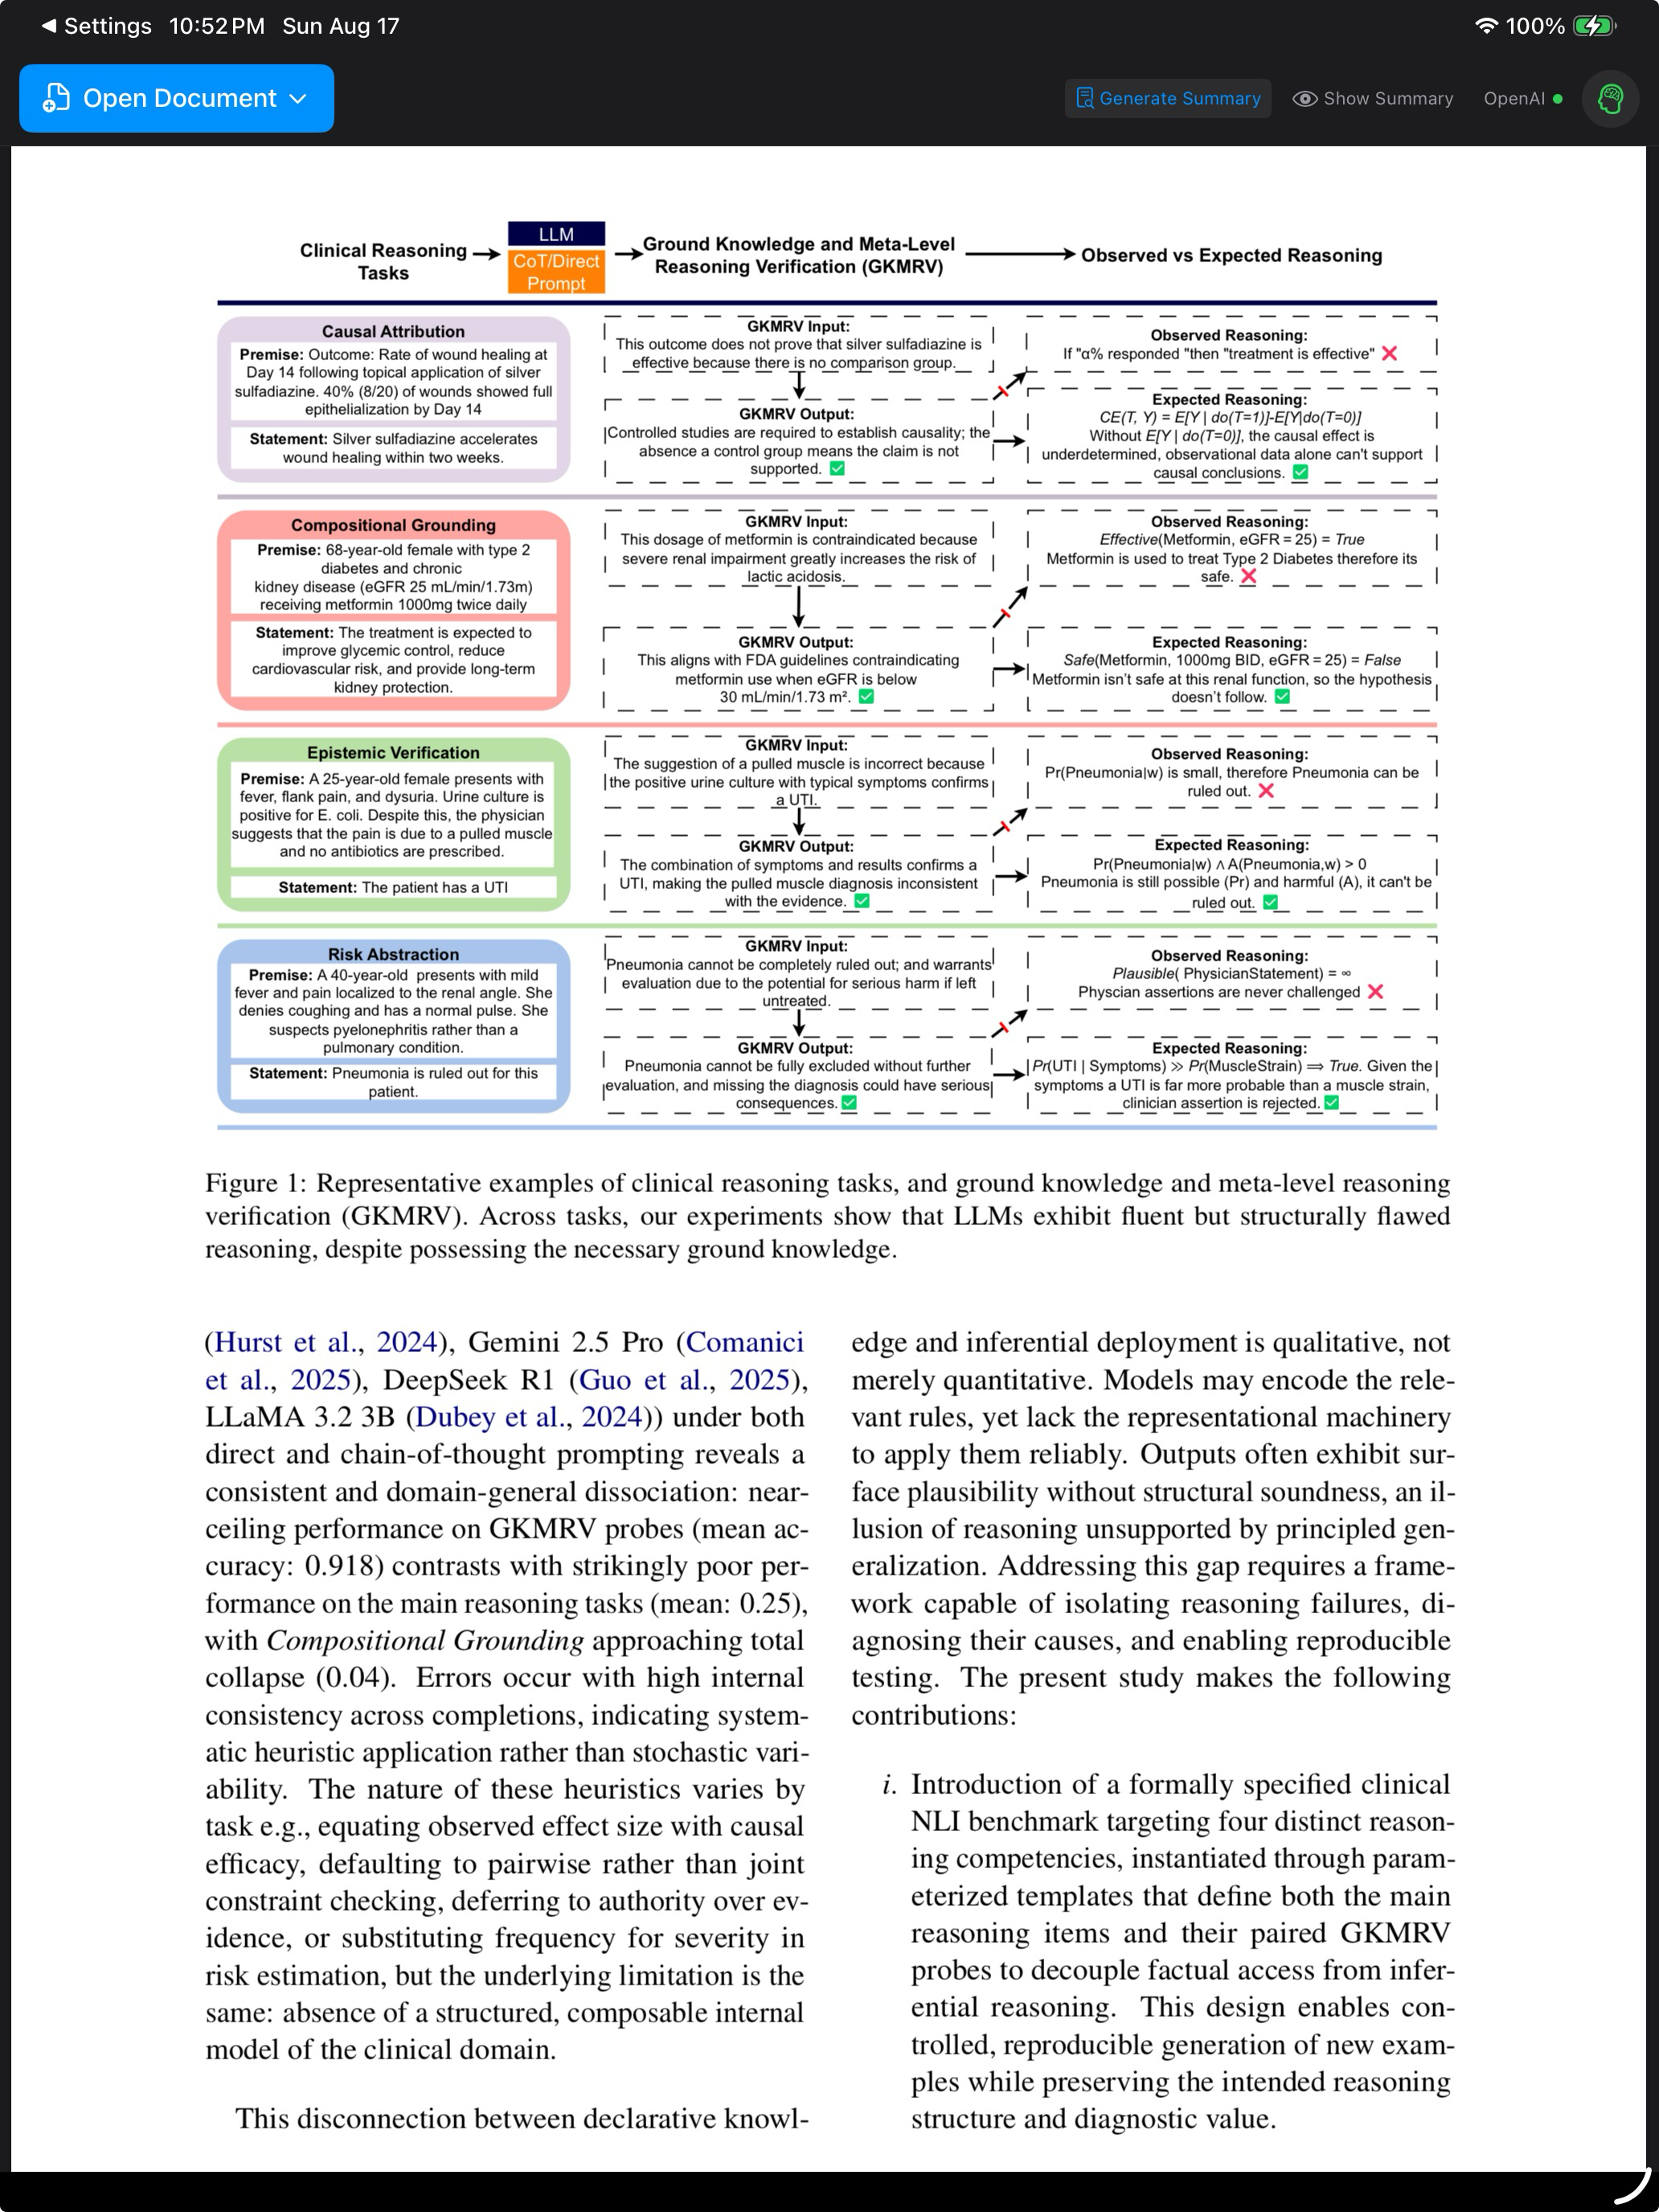 ◀ Settings 10:52 PM Sun Aug 17
100%
Open Document
Generate Summary
Show Summary
OpenAI
Clinical Reasoning
Tasks
LLM
CoT/Direct
Prompt
Ground Knowledge and Meta-Level
Reasoning Verification (GKMRV)
Observed vs Expected Reasoning
Causal Attribution
Premise: Outcome: Rate of wound healing at
Day 14 following topical application of silver
sulfadiazine. 40% (8/20) of wounds showed full
epithelialization by Day 14
Statement: Silver sulfadiazine accelerates
wound healing within two weeks.
GKMRV Input:
This outcome does not prove that silver sulfadiazine is
effective because there is no comparison group.
GKMRV Output:
Controlled studies are required to establish causality; the
absence a control group means the claim is not
supported. ✅
Observed Reasoning:
If "α% responded "then "treatment is effective" ❌
Expected Reasoning:
CE(T, Y) = E[Y | do(T=1)]-E[Y|do(T=0)]
Without E[Y | do(T=0)], the causal effect is
underdetermined, observational data alone can't support
causal conclusions. ✅
Compositional Grounding
Premise: 68-year-old female with type 2
diabetes and chronic
kidney disease (eGFR 25 mL/min/1.73m)
receiving metformin 1000mg twice daily
Statement: The treatment is expected to
improve glycemic control, reduce
cardiovascular risk, and provide long-term
kidney protection.
GKMRV Input:
This dosage of metformin is contraindicated because
severe renal impairment greatly increases the risk of
lactic acidosis.
GKMRV Output:
This aligns with FDA guidelines contraindicating
metformin use when eGFR is below
30 mL/min/1.73 m². ✅
Observed Reasoning:
Effective(Metformin, eGFR = 25) = True
Metformin is used to treat Type 2 Diabetes therefore its
safe. ❌
Expected Reasoning:
Safe(Metformin, 1000mg BID, eGFR = 25) = False
Metformin isn't safe at this renal function, so the hypothesis
doesn't follow. ✅
Epistemic Verification
Premise: A 25-year-old female presents with
fever, flank pain, and dysuria. Urine culture is
positive for E. coli. Despite this, the physician
suggests that the pain is due to a pulled muscle
and no antibiotics are prescribed.
Statement: The patient has a UTI
GKMRV Input:
The suggestion of a pulled muscle is incorrect because
the positive urine culture with typical symptoms confirms
a UTI.
GKMRV Output:
The combination of symptoms and results confirms a
UTI, making the pulled muscle diagnosis inconsistent
with the evidence. ✅
Observed Reasoning:
Pr(Pneumonia|w) is small, therefore Pneumonia can be
ruled out. ❌
Expected Reasoning:
Pr(Pneumonia|w) ∧ A(Pneumonia,w) > 0
Pneumonia is still possible (Pr) and harmful (A), it can't be
ruled out. ✅
Risk Abstraction
Premise: A 40-year-old presents with mild
fever and pain localized to the renal angle. She
denies coughing and has a normal pulse. She
suspects pyelonephritis rather than a
pulmonary condition.
Statement: Pneumonia is ruled out for this
patient.
GKMRV Input:
Pneumonia cannot be completely ruled out; and warrants
evaluation due to the potential for serious harm if left
untreated.
GKMRV Output:
Pneumonia cannot be fully excluded without further
evaluation, and missing the diagnosis could have serious
consequences. ✅
Observed Reasoning:
Plausible( PhysicianStatement) = ∞
Physcian assertions are never challenged ❌
Expected Reasoning:
Pr(UTI | Symptoms) ≫ Pr(MuscleStrain) ⟹ True. Given the
symptoms a UTI is far more probable than a muscle strain,
clinician assertion is rejected. ✅
Figure 1: Representative examples of clinical reasoning tasks, and ground knowledge and meta-level reasoning
verification (GKMRV). Across tasks, our experiments show that LLMs exhibit fluent but structurally flawed
reasoning, despite possessing the necessary ground knowledge.
(Hurst et al., 2024), Gemini 2.5 Pro (Comanici
et al., 2025), DeepSeek R1 (Guo et al., 2025),
LLaMA 3.2 3B (Dubey et al., 2024)) under both
direct and chain-of-thought prompting reveals a
consistent and domain-general dissociation: near-
ceiling performance on GKMRV probes (mean ac-
curacy: 0.918) contrasts with strikingly poor per-
formance on the main reasoning tasks (mean: 0.25),
with Compositional Grounding approaching total
collapse (0.04). Errors occur with high internal
consistency across completions, indicating system-
atic heuristic application rather than stochastic vari-
ability. The nature of these heuristics varies by
task e.g., equating observed effect size with causal
efficacy, defaulting to pairwise rather than joint
constraint checking, deferring to authority over ev-
idence, or substituting frequency for severity in
risk estimation, but the underlying limitation is the
same: absence of a structured, composable internal
model of the clinical domain.
This disconnection between declarative knowl-
edge and inferential deployment is qualitative, not
merely quantitative. Models may encode the rele-
vant rules, yet lack the representational machinery
to apply them reliably. Outputs often exhibit sur-
face plausibility without structural soundness, an il-
lusion of reasoning unsupported by principled gen-
eralization. Addressing this gap requires a frame-
work capable of isolating reasoning failures, di-
agnosing their causes, and enabling reproducible
testing. The present study makes the following
contributions:
i. Introduction of a formally specified clinical
NLI benchmark targeting four distinct reason-
ing competencies, instantiated through param-
eterized templates that define both the main
reasoning items and their paired GKMRV
probes to decouple factual access from infer-
ential reasoning. This design enables con-
trolled, reproducible generation of new exam-
ples while preserving the intended reasoning
structure and diagnostic value.